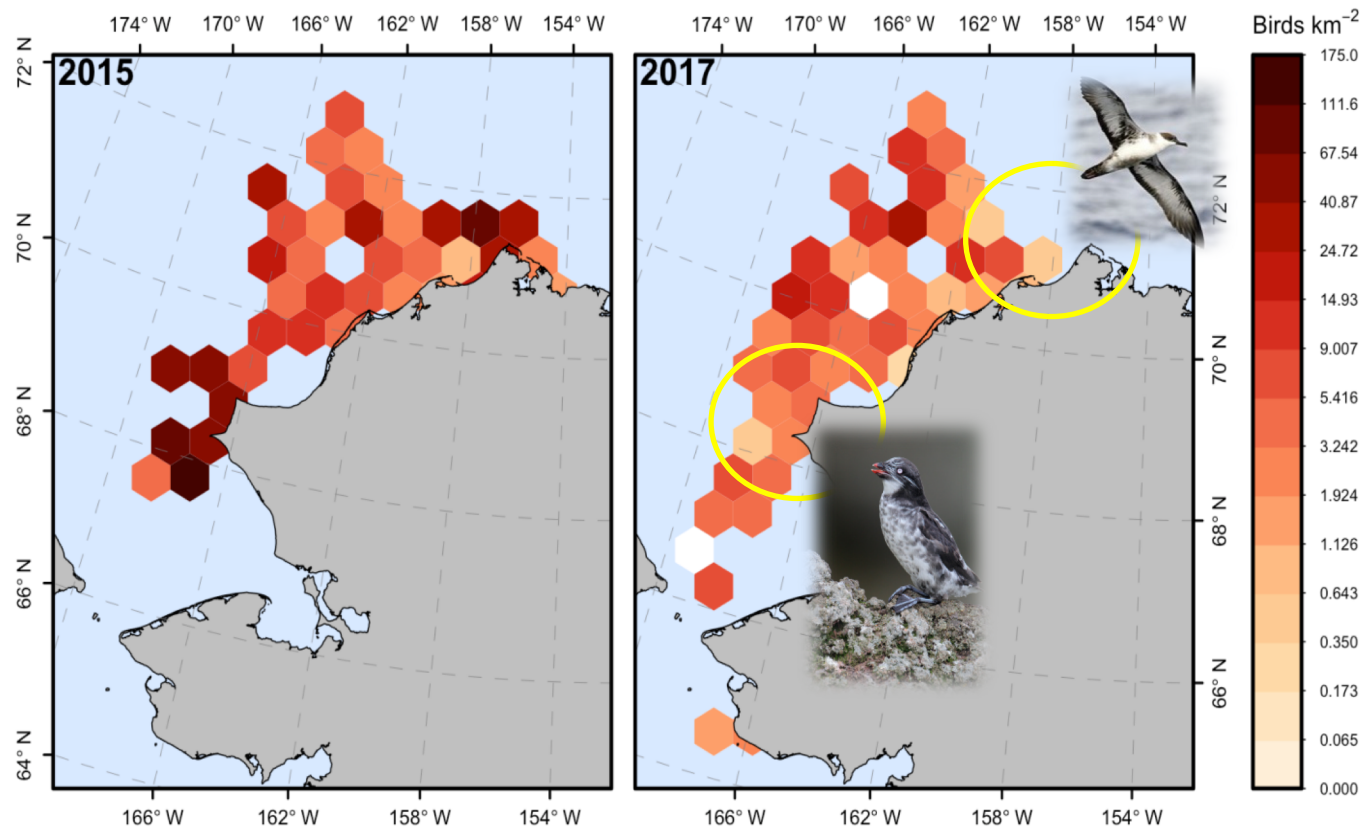 174° W 170° W 166° W 162° W 158° W 154° W
174° W 170° W 166° W 162° W 158° W 154° W
Birds km⁻²
2015
2017
72° N
70° N
68° N
66° N
64° N
166° W 162° W 158° W 154° W
72° N
70° N
68° N
66° N
166° W 162° W 158° W 154° W
175.0
111.6
67.54
40.87
24.72
14.93
9.007
5.416
3.242
1.924
1.126
0.643
0.350
0.173
0.065
0.000